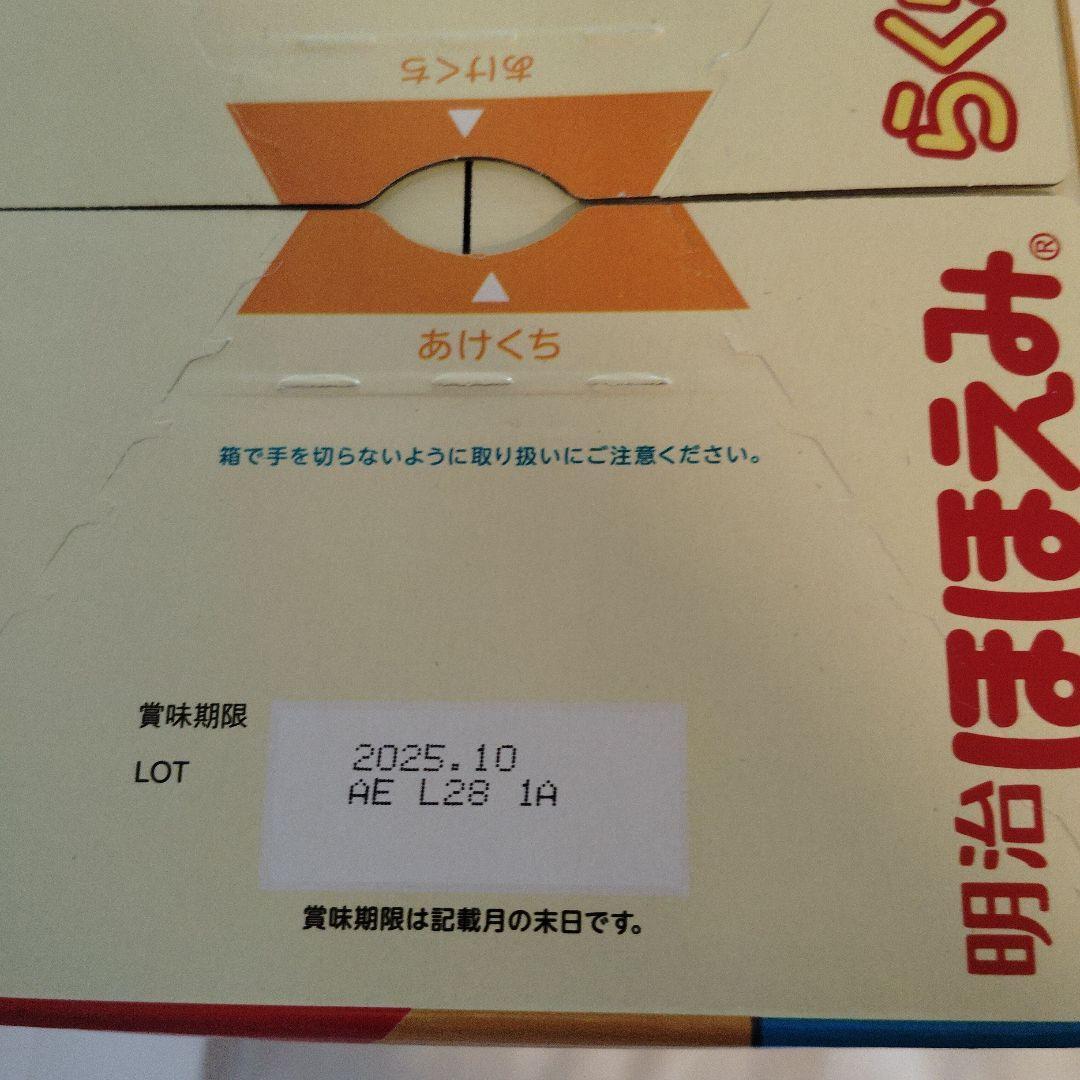 あけくち
らく
あけくち
箱で手を切らないように取り扱いにご注意ください。
明治ほほえみ®
賞味期限
2025.10
LOT
AE L28 1A
賞味期限は記載月の末日です。